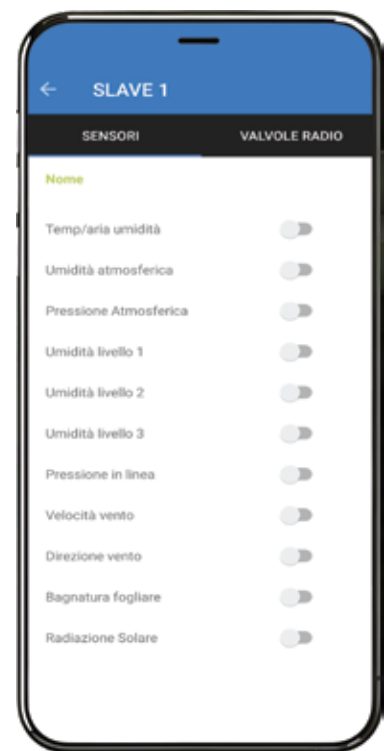 SLAVE 1
SENSORI VALVOLE RADIO
Nome
Temp/aria umidità
Umidità atmosferica
Pressione Atmosferica
Umidità livello 1
Umidità livello 2
Umidità livello 3
Pressione in linea
Velocità vento
Direzione vento
Bagnatura fogliare
Radiazione Solare